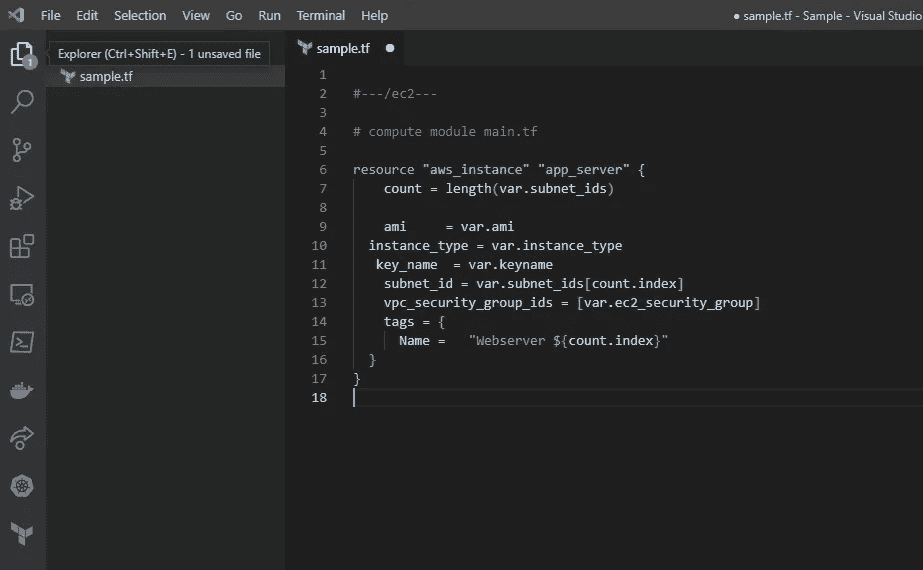 File Edit Selection View Go Run Terminal Help
● sample.tf - Sample - Visual Studio
Explorer (Ctrl+Shift+E) - 1 unsaved file
1
sample.tf
sample.tf ●
1
2 #---/ec2---
3
4 # compute module main.tf
5
6 resource "aws_instance" "app_server" {
7     count = length(var.subnet_ids)
8
9     ami     = var.ami
10   instance_type = var.instance_type
11    key_name  = var.keyname
12     subnet_id = var.subnet_ids[count.index]
13     vpc_security_group_ids = [var.ec2_security_group]
14     tags = {
15       Name =   "Webserver ${count.index}"
16   }
17 }
18